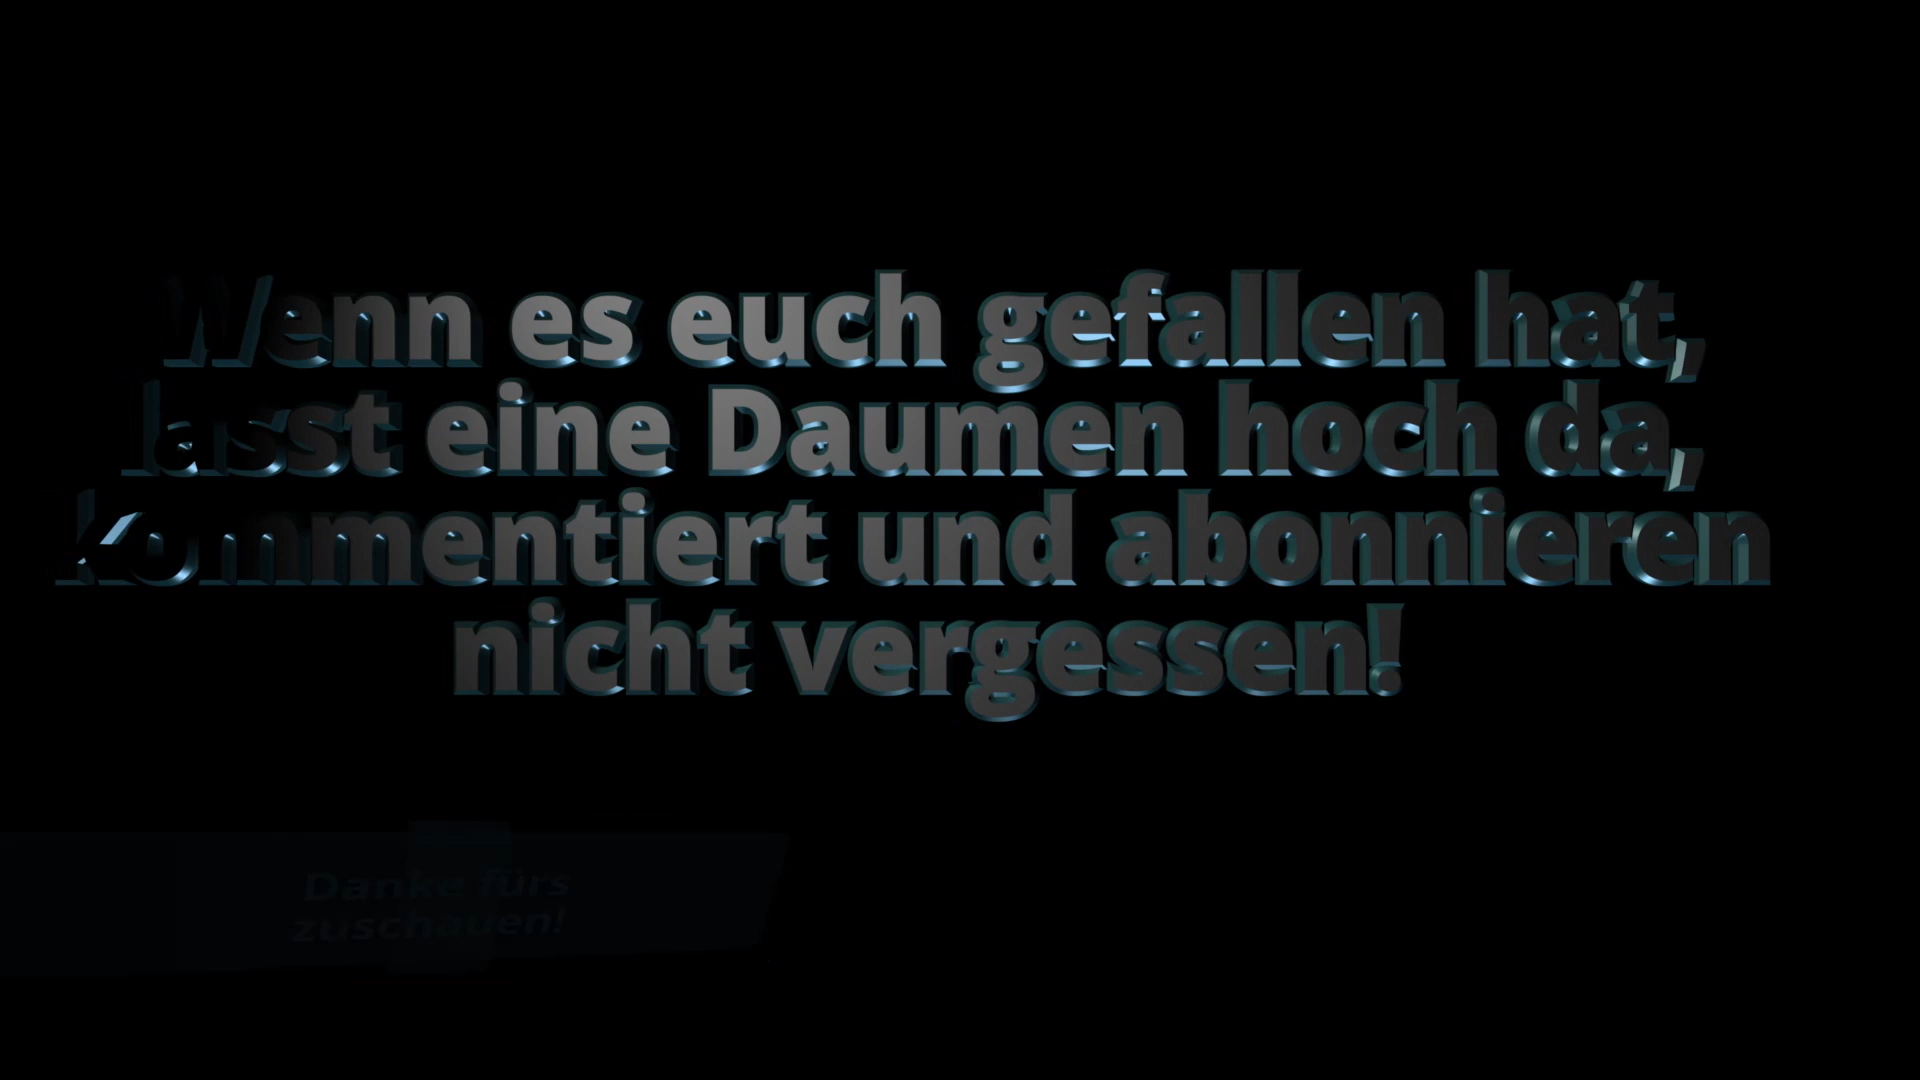 Wenn es euch gefallen hat,
lasst eine Daumen hoch da,
kommentiert und abonnieren
nicht vergessen!
Danke fürs
zuschauen!